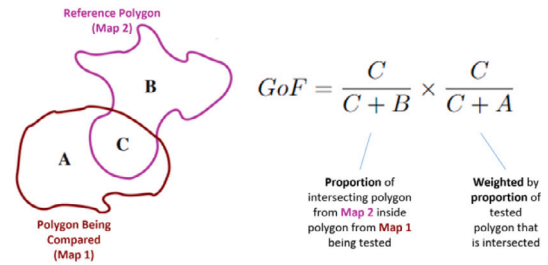 Reference Polygon
(Map 2)
B
A
C
Polygon Being
Compared
(Map 1)
GoF = C / (C + B) × C / (C + A)
Proportion of
intersecting polygon
from Map 2 inside
polygon from Map 1
being tested
Weighted by
proportion of
tested
polygon that
is intersected